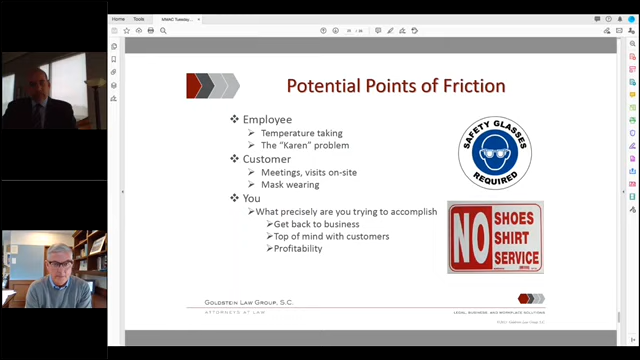 Home
Tools
MMAC Tuesday...
Potential Points of Friction
Employee
Temperature taking
The “Karen” problem
Customer
Meetings, visits on-site
Mask wearing
You
What precisely are you trying to accomplish
Get back to business
Top of mind with customers
Profitability
SAFETY GLASSES
REQUIRED
NO
SHOES
SHIRT
SERVICE
GOLDSTEIN LAW GROUP, S.C.
ATTORNEYS AT LAW
LEGAL, BUSINESS, AND WORKPLACE SOLUTIONS